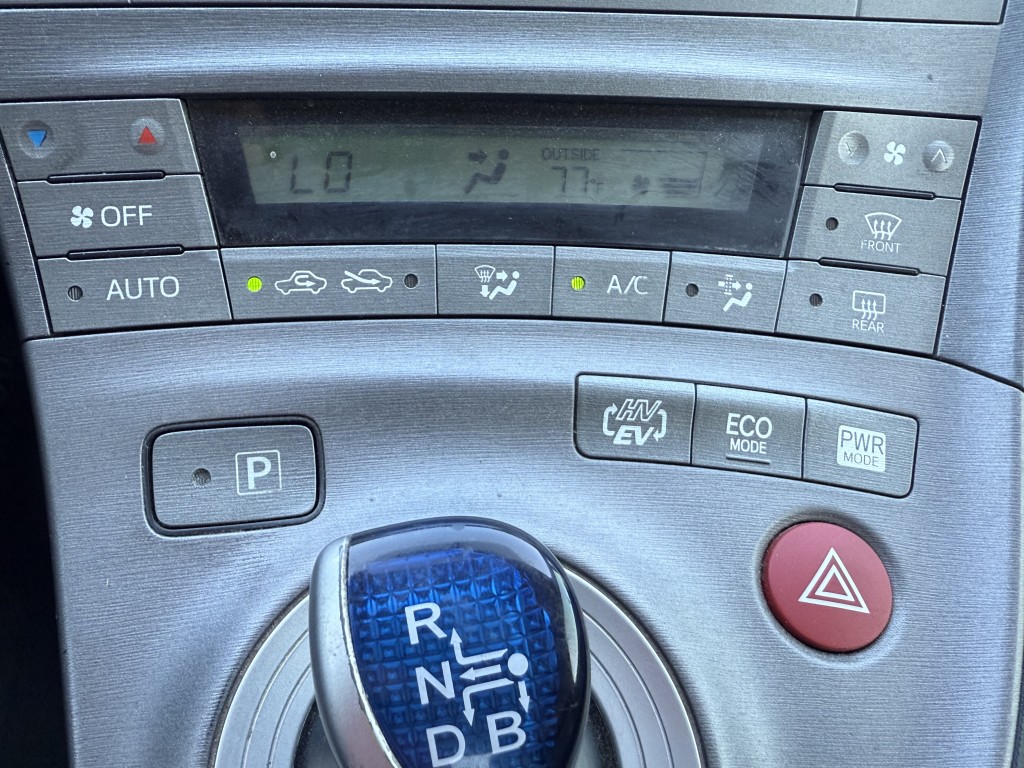 LO
OUTSIDE
77°F
OFF
FRONT
AUTO
A/C
REAR
P
HV
EV
ECO
MODE
PWR
MODE
R
N
D
B